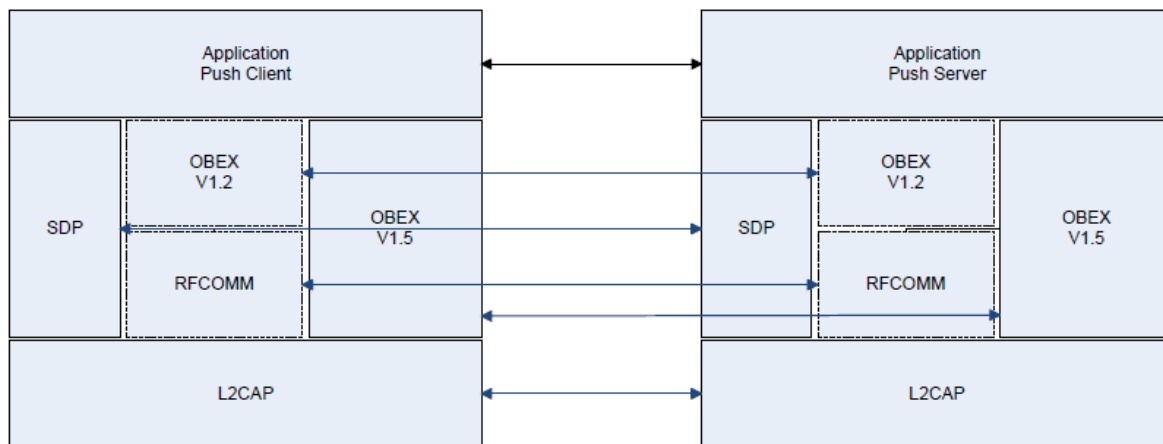 Application
Push Client
Application
Push Server
OBEX
V1.2
OBEX
V1.2
SDP
OBEX
V1.5
SDP
OBEX
V1.5
RFCOMM
RFCOMM
L2CAP
L2CAP